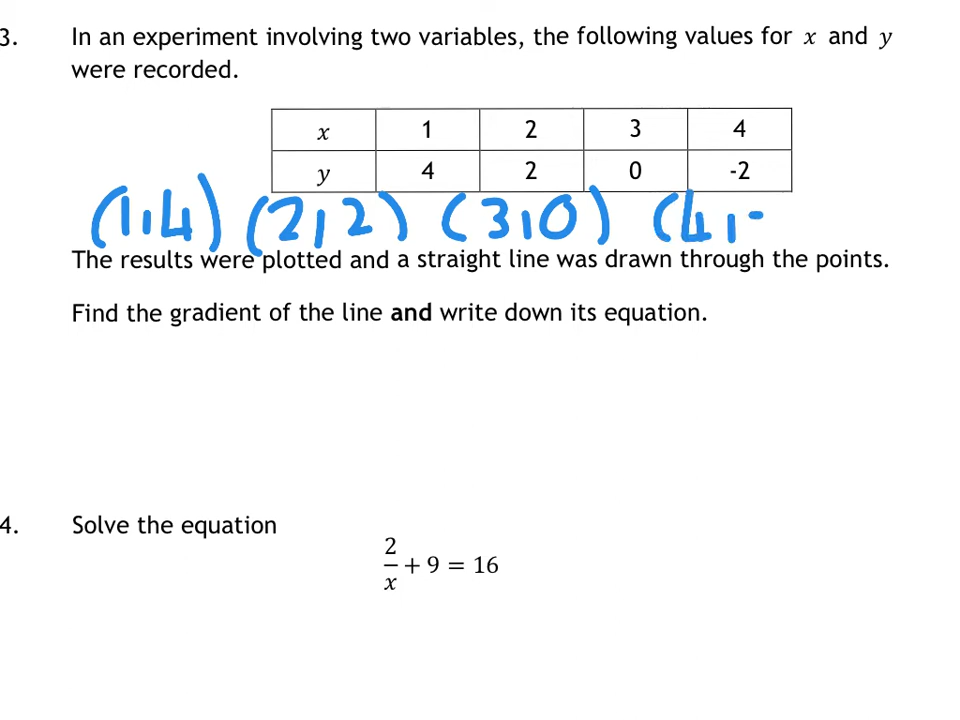 3. In an experiment involving two variables, the following values for x and y
were recorded.
x 1 2 3 4
y 4 2 0 -2
(1,4) (2,2) (3,0) (4,-
The results were plotted and a straight line was drawn through the points.
Find the gradient of the line and write down its equation.
4. Solve the equation
2/x + 9 = 16